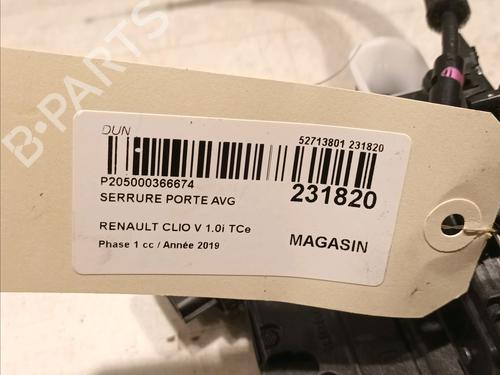 DUN
52713801 231820
P205000366674
231820
SERRURE PORTE AVG
RENAULT CLIO V 1.0i TCe
MAGASIN
Phase 1 cc / Année 2019
B-PARTS